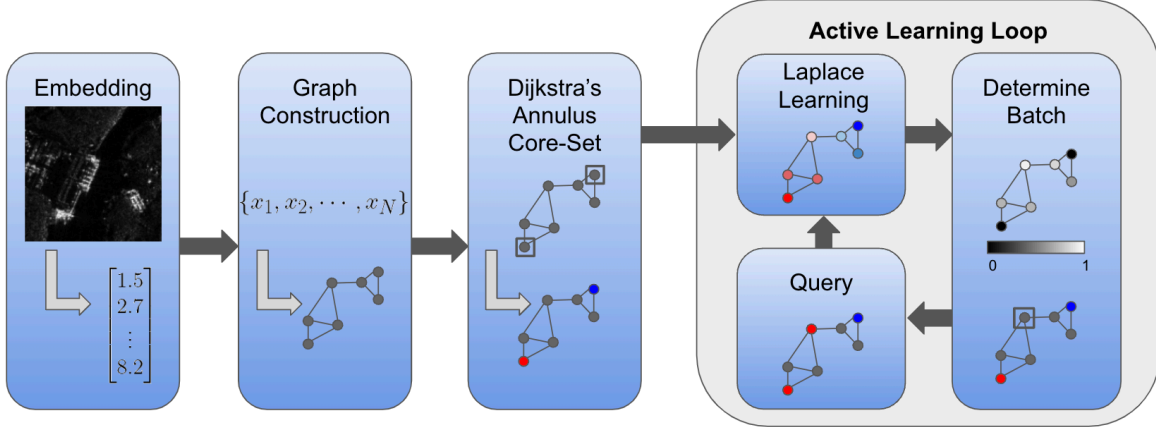 Embedding
[1.5
2.7
⋮
8.2]
Graph
Construction
{x₁, x₂, ⋯ , x_N}
Dijkstra's
Annulus
Core-Set
Active Learning Loop
Laplace
Learning
Determine
Batch
0 1
Query